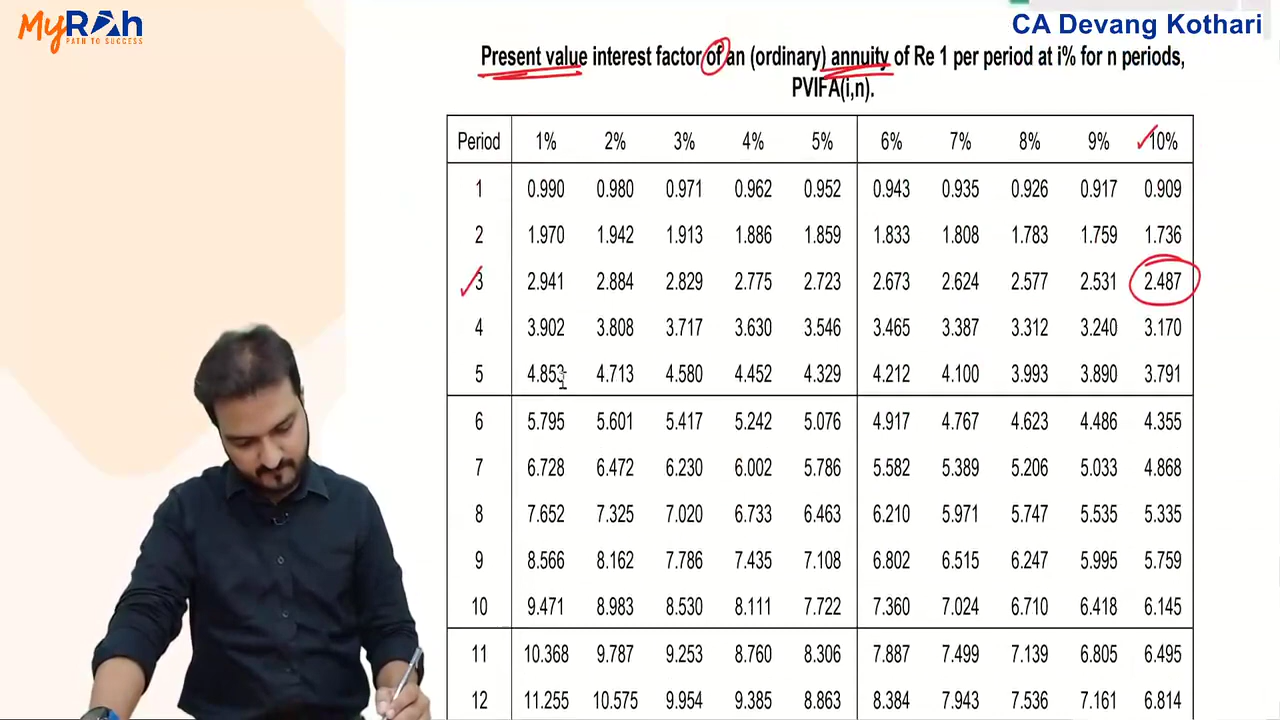 MyRAh
PATH TO SUCCESS
CA Devang Kothari
Present value interest factor of an (ordinary) annuity of Re 1 per period at i% for n periods,
PVIFA(i,n).
Period 1% 2% 3% 4% 5% 6% 7% 8% 9% 10%
1 0.990 0.980 0.971 0.962 0.952 0.943 0.935 0.926 0.917 0.909
2 1.970 1.942 1.913 1.886 1.859 1.833 1.808 1.783 1.759 1.736
3 2.941 2.884 2.829 2.775 2.723 2.673 2.624 2.577 2.531 2.487
4 3.902 3.808 3.717 3.630 3.546 3.465 3.387 3.312 3.240 3.170
5 4.853 4.713 4.580 4.452 4.329 4.212 4.100 3.993 3.890 3.791
6 5.795 5.601 5.417 5.242 5.076 4.917 4.767 4.623 4.486 4.355
7 6.728 6.472 6.230 6.002 5.786 5.582 5.389 5.206 5.033 4.868
8 7.652 7.325 7.020 6.733 6.463 6.210 5.971 5.747 5.535 5.335
9 8.566 8.162 7.786 7.435 7.108 6.802 6.515 6.247 5.995 5.759
10 9.471 8.983 8.530 8.111 7.722 7.360 7.024 6.710 6.418 6.145
11 10.368 9.787 9.253 8.760 8.306 7.887 7.499 7.139 6.805 6.495
12 11.255 10.575 9.954 9.385 8.863 8.384 7.943 7.536 7.161 6.814